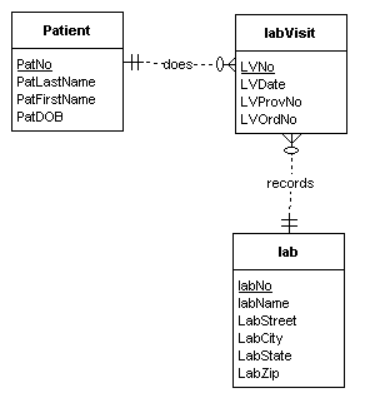 Patient
PatNo
PatLastName
PatFirstName
PatDOB
does
labVisit
LVNo
LVDate
LVProvNo
LVOrdNo
records
lab
labNo
labName
LabStreet
LabCity
LabState
LabZip